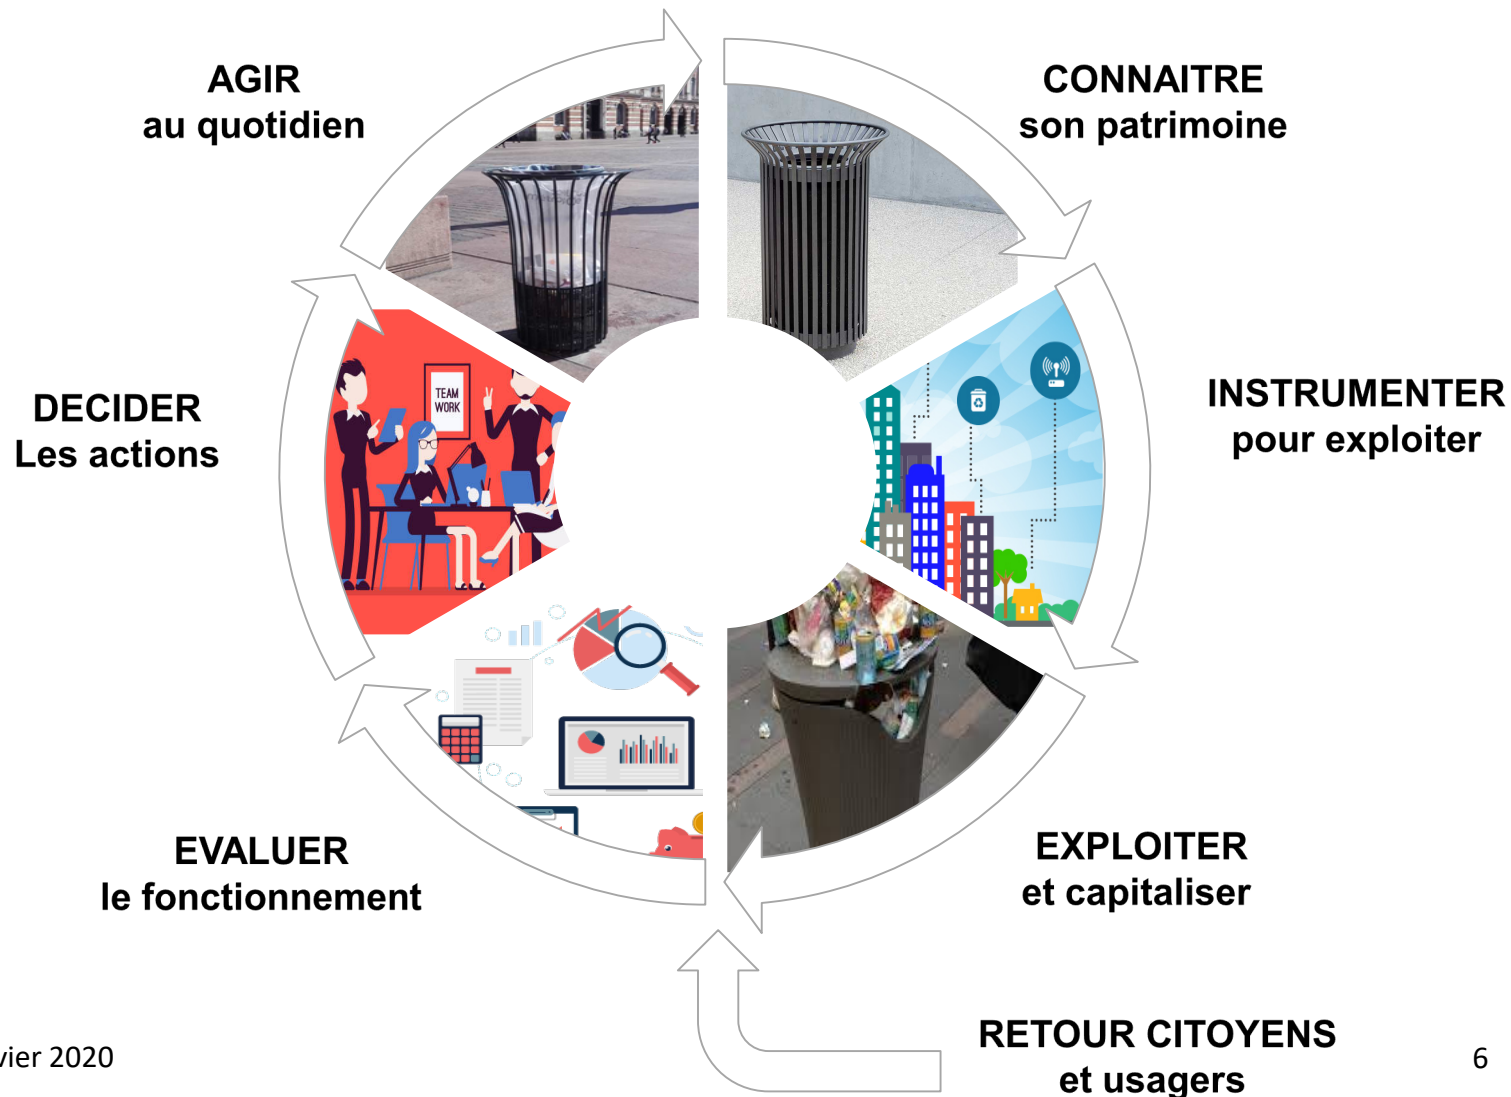 AGIR
au quotidien
CONNAITRE
son patrimoine
DECIDER
Les actions
TEAM
WORK
INSTRUMENTER
pour exploiter
EVALUER
le fonctionnement
EXPLOITER
et capitaliser
RETOUR CITOYENS
et usagers
vier 2020
6